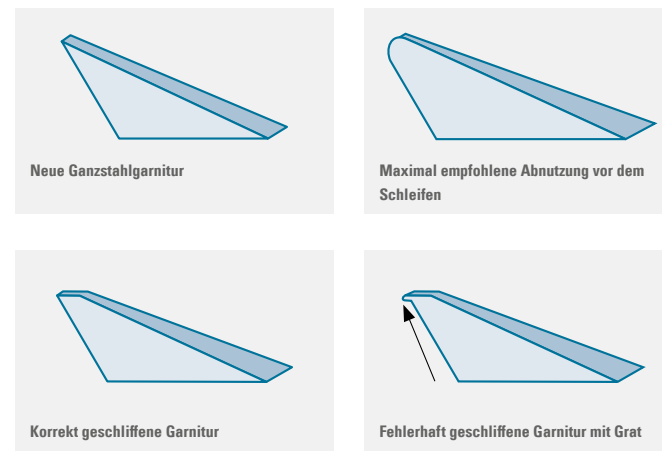 Neue Ganzstahlgarnitur
Maximal empfohlene Abnutzung vor dem
Schleifen
Korrekt geschliffene Garnitur
Fehlerhaft geschliffene Garnitur mit Grat